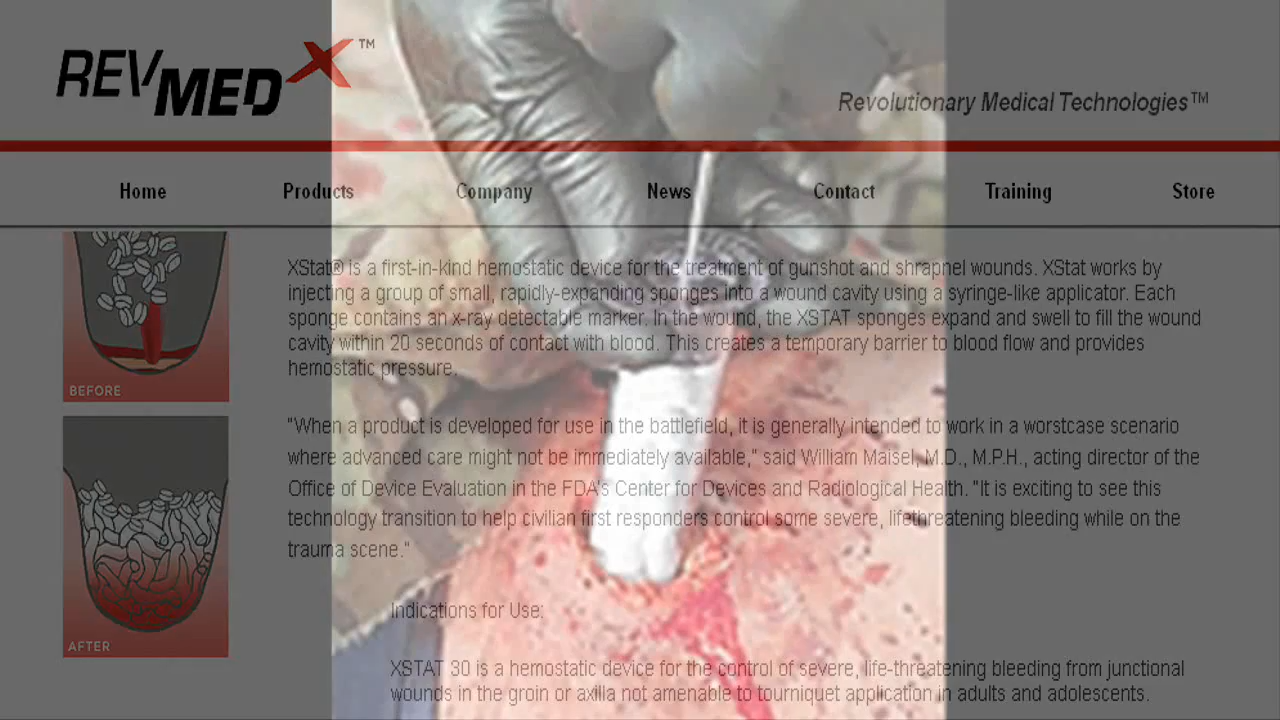 REVMEDX™
Revolutionary Medical Technologies™
Home Products Company News Contact Training Store
XStat® is a first-in-kind hemostatic device for the treatment of gunshot and shrapnel wounds. XStat works by
injecting a group of small, rapidly-expanding sponges into a wound cavity using a syringe-like applicator. Each
sponge contains an x-ray detectable marker. In the wound, the XSTAT sponges expand and swell to fill the wound
cavity within 20 seconds of contact with blood. This creates a temporary barrier to blood flow and provides
hemostatic pressure.
BEFORE
"When a product is developed for use in the battlefield, it is generally intended to work in a worstcase scenario
where advanced care might not be immediately available," said William Maisel, M.D., M.P.H., acting director of the
Office of Device Evaluation in the FDA's Center for Devices and Radiological Health. "It is exciting to see this
technology transition to help civilian first responders control some severe, life-threatening bleeding while on the
trauma scene."
AFTER
Indications for Use:
XSTAT 30 is a hemostatic device for the control of severe, life-threatening bleeding from junctional
wounds in the groin or axilla not amenable to tourniquet application in adults and adolescents.